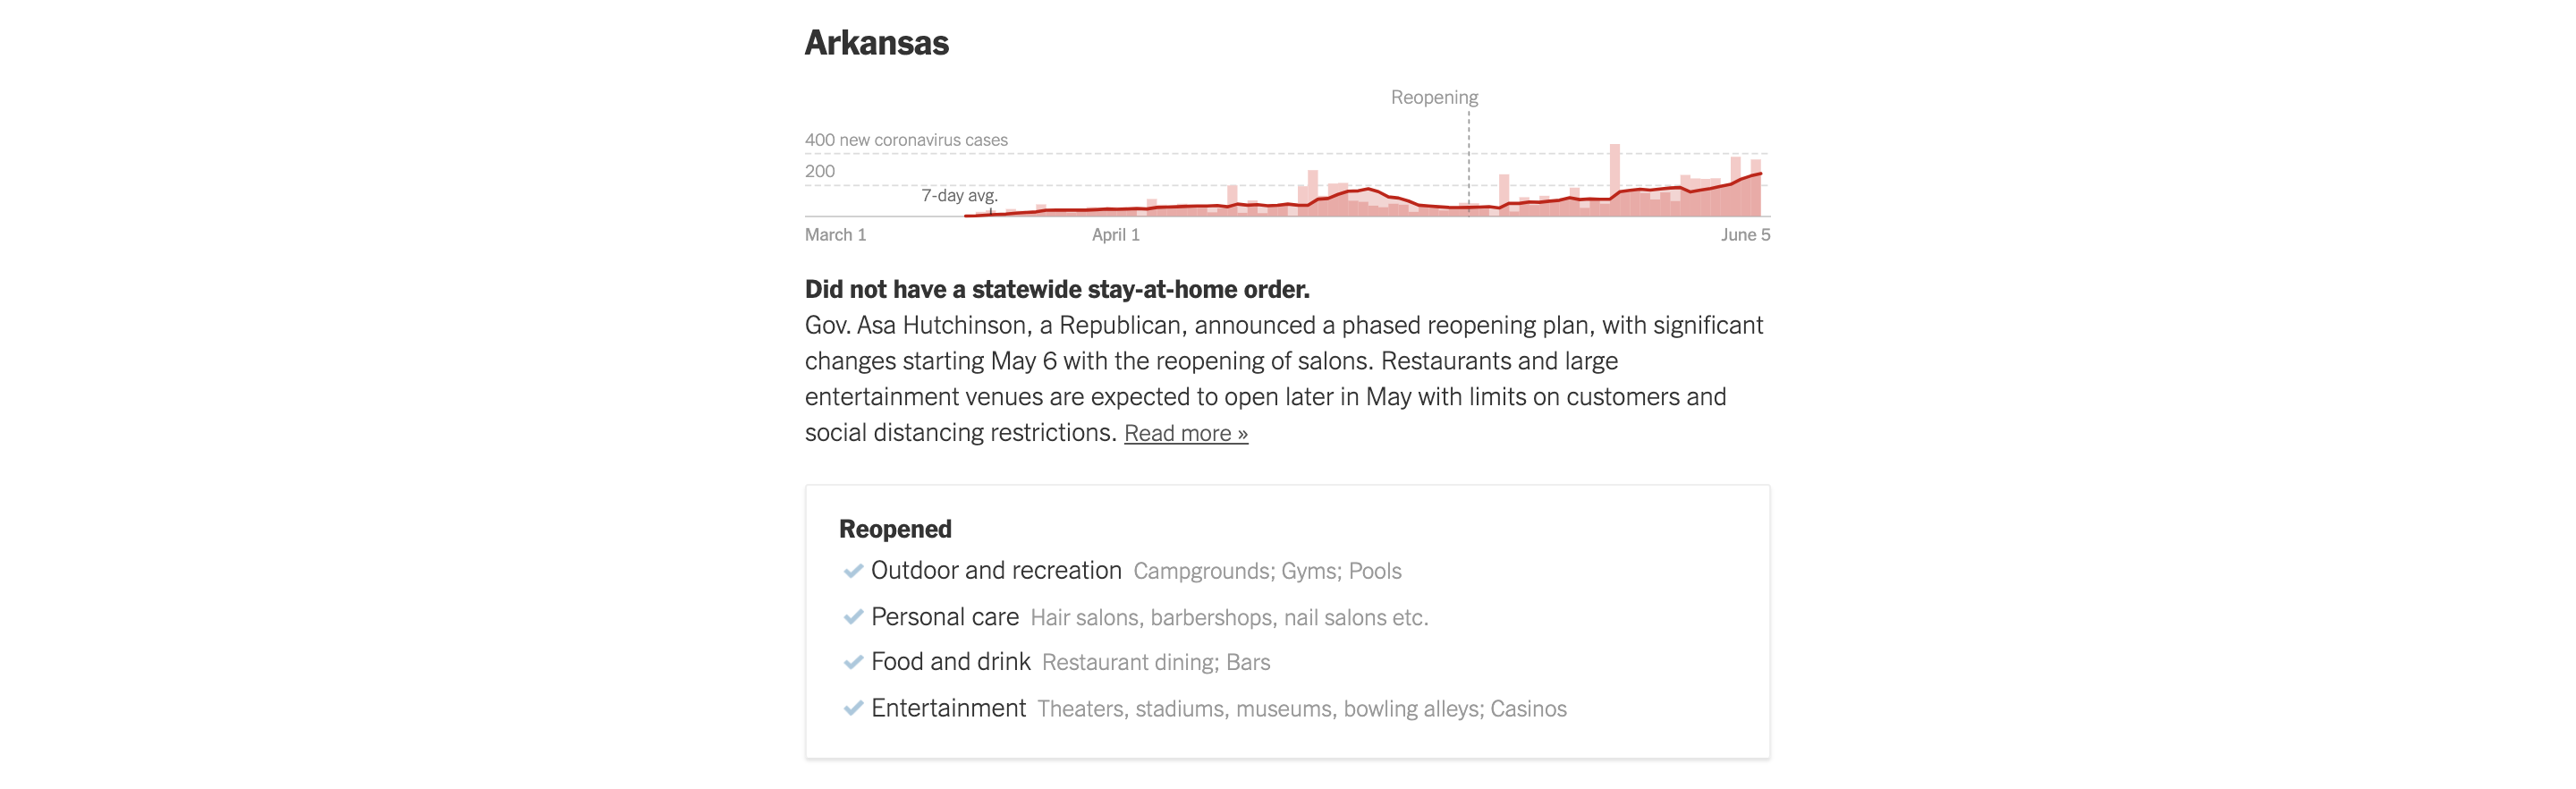 Arkansas
Reopening
400 new coronavirus cases
200
7-day avg.
March 1
April 1
June 5
Did not have a statewide stay-at-home order.
Gov. Asa Hutchinson, a Republican, announced a phased reopening plan, with significant
changes starting May 6 with the reopening of salons. Restaurants and large
entertainment venues are expected to open later in May with limits on customers and
social distancing restrictions. Read more »
Reopened
Outdoor and recreation Campgrounds; Gyms; Pools
Personal care Hair salons, barbershops, nail salons etc.
Food and drink Restaurant dining; Bars
Entertainment Theaters, stadiums, museums, bowling alleys; Casinos